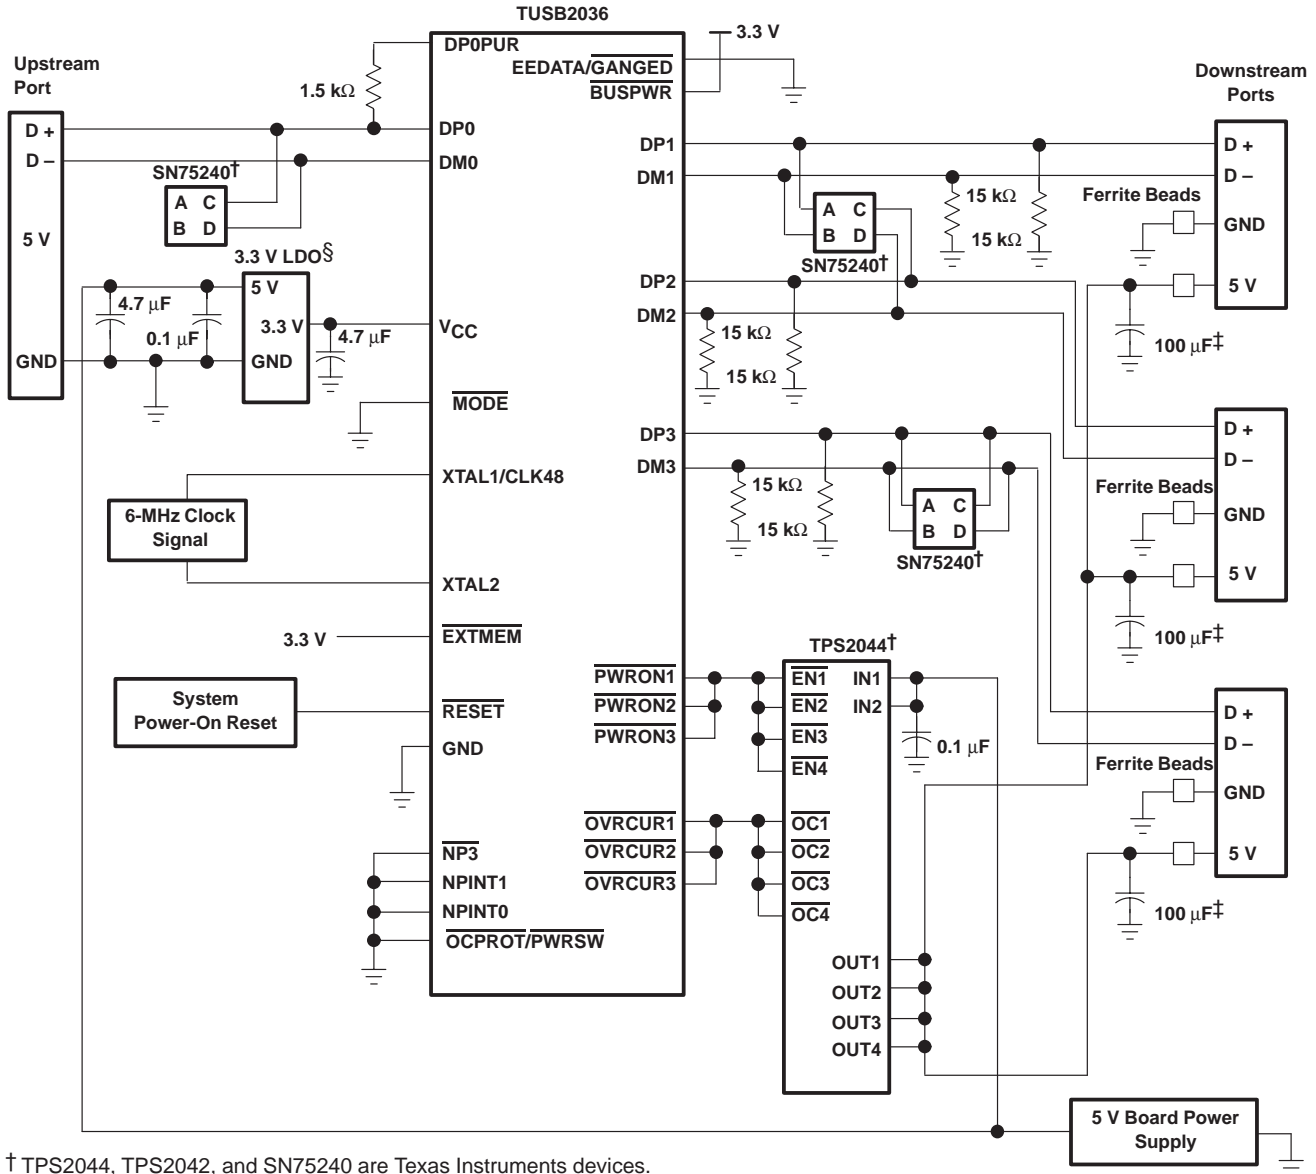 TUSB2036
Upstream
Port
D +
D –
5 V
GND
1.5 kΩ
SN75240†
A C
B D
3.3 V LDO§
5 V
3.3 V
GND
4.7 μF
0.1 μF
4.7 μF
6-MHz Clock
Signal
3.3 V
System
Power-On Reset
DP0PUR
DP0
DM0
VCC
MODE
XTAL1/CLK48
XTAL2
EXTMEM
RESET
GND
NP3
NPINT1
NPINT0
OCPROT/PWRSW
EEDATA/GANGED
BUSPWR
DP1
DM1
DP2
DM2
DP3
DM3
PWRON1
PWRON2
PWRON3
OVRCUR1
OVRCUR2
OVRCUR3
3.3 V
A C
B D
SN75240†
15 kΩ
15 kΩ
15 kΩ
15 kΩ
15 kΩ
15 kΩ
A C
B D
SN75240†
TPS2044†
EN1
EN2
EN3
EN4
OC1
OC2
OC3
OC4
IN1
IN2
OUT1
OUT2
OUT3
OUT4
0.1 μF
Downstream
Ports
D +
D –
Ferrite Beads
GND
5 V
100 μF‡
D +
D –
Ferrite Beads
GND
5 V
100 μF‡
D +
D –
Ferrite Beads
GND
5 V
100 μF‡
5 V Board Power
Supply
† TPS2044, TPS2042, and SN75240 are Texas Instruments devices.